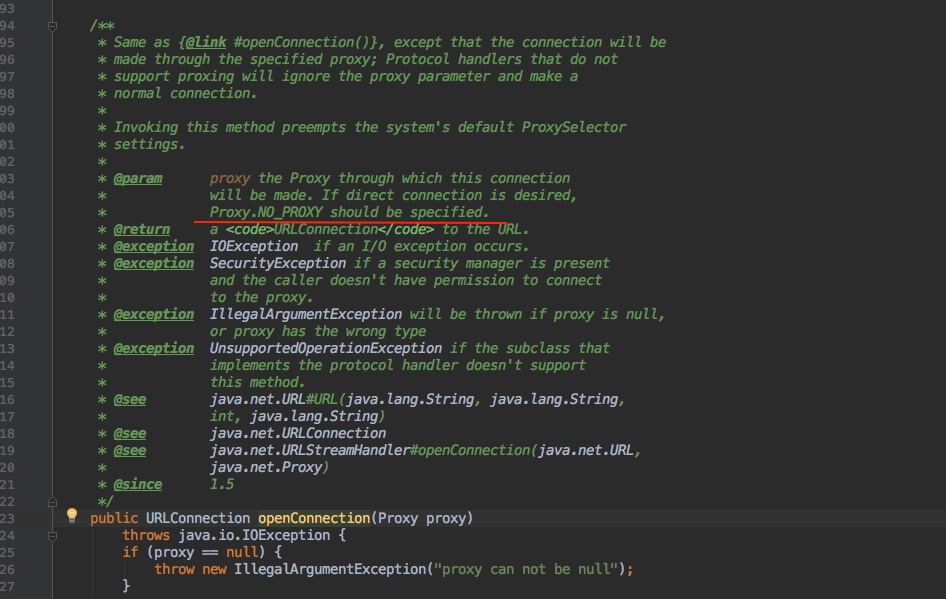 93
94 /**
95 * Same as {@link #openConnection()}, except that the connection will be
96 * made through the specified proxy; Protocol handlers that do not
97 * support proxing will ignore the proxy parameter and make a
98 * normal connection.
99 *
00 * Invoking this method preempts the system's default ProxySelector
01 * settings.
02 *
03 * @param proxy the Proxy through which this connection
04 * will be made. If direct connection is desired,
05 * Proxy.NO_PROXY should be specified.
06 * @return a <code>URLConnection</code> to the URL.
07 * @exception IOException if an I/O exception occurs.
08 * @exception SecurityException if a security manager is present
09 * and the caller doesn't have permission to connect
10 * to the proxy.
11 * @exception IllegalArgumentException will be thrown if proxy is null,
12 * or proxy has the wrong type
13 * @exception UnsupportedOperationException if the subclass that
14 * implements the protocol handler doesn't support
15 * this method.
16 * @see java.net.URL#URL(java.lang.String, java.lang.String,
17 * int, java.lang.String)
18 * @see java.net.URLConnection
19 * @see java.net.URLStreamHandler#openConnection(java.net.URL,
20 * java.net.Proxy)
21 * @since 1.5
22 */
23 public URLConnection openConnection(Proxy proxy)
24 throws java.io.IOException {
25 if (proxy == null) {
26 throw new IllegalArgumentException("proxy can not be null");
27 }